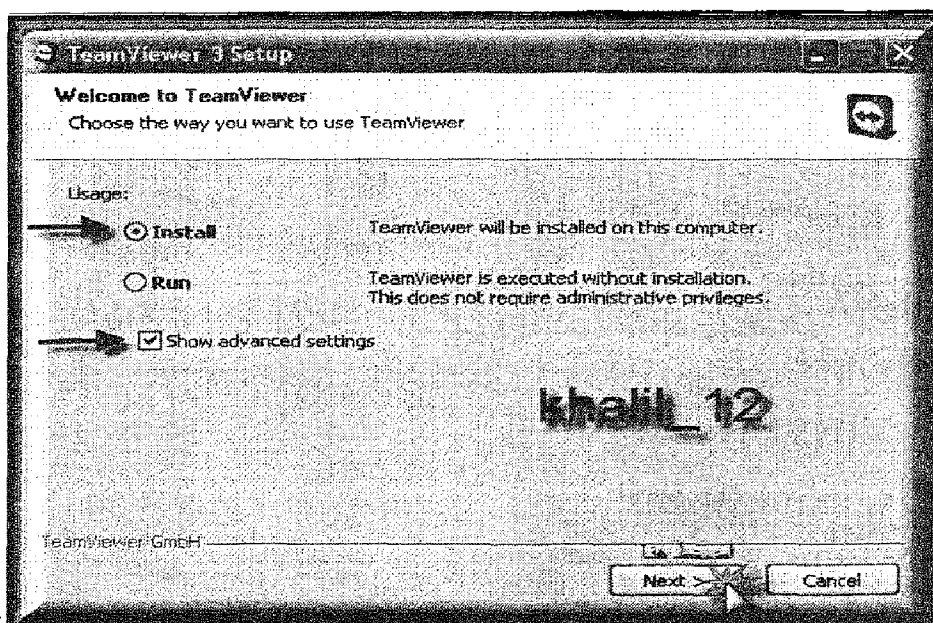 TeamViewer 3 Setup
Welcome to TeamViewer
Choose the way you want to use TeamViewer
Usage:
Install TeamViewer will be installed on this computer.
Run TeamViewer is executed without installation.
This does not require administrative privileges.
Show advanced settings
khalil_12
TeamViewer GmbH
Next > Cancel